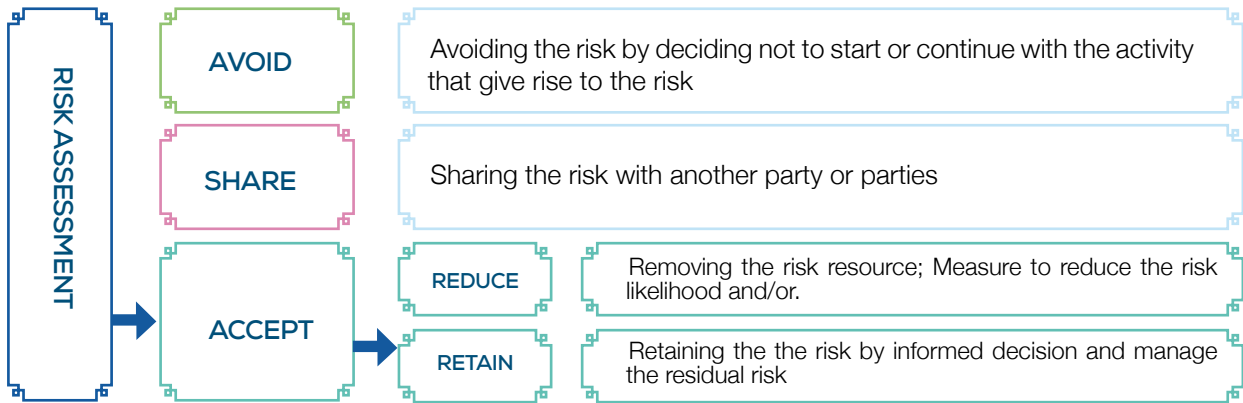 RISK ASSESSMENT
AVOID
Avoiding the risk by deciding not to start or continue with the activity
that give rise to the risk
SHARE
Sharing the risk with another party or parties
ACCEPT
REDUCE
Removing the risk resource; Measure to reduce the risk
likelihood and/or.
RETAIN
Retaining the the risk by informed decision and manage
the residual risk